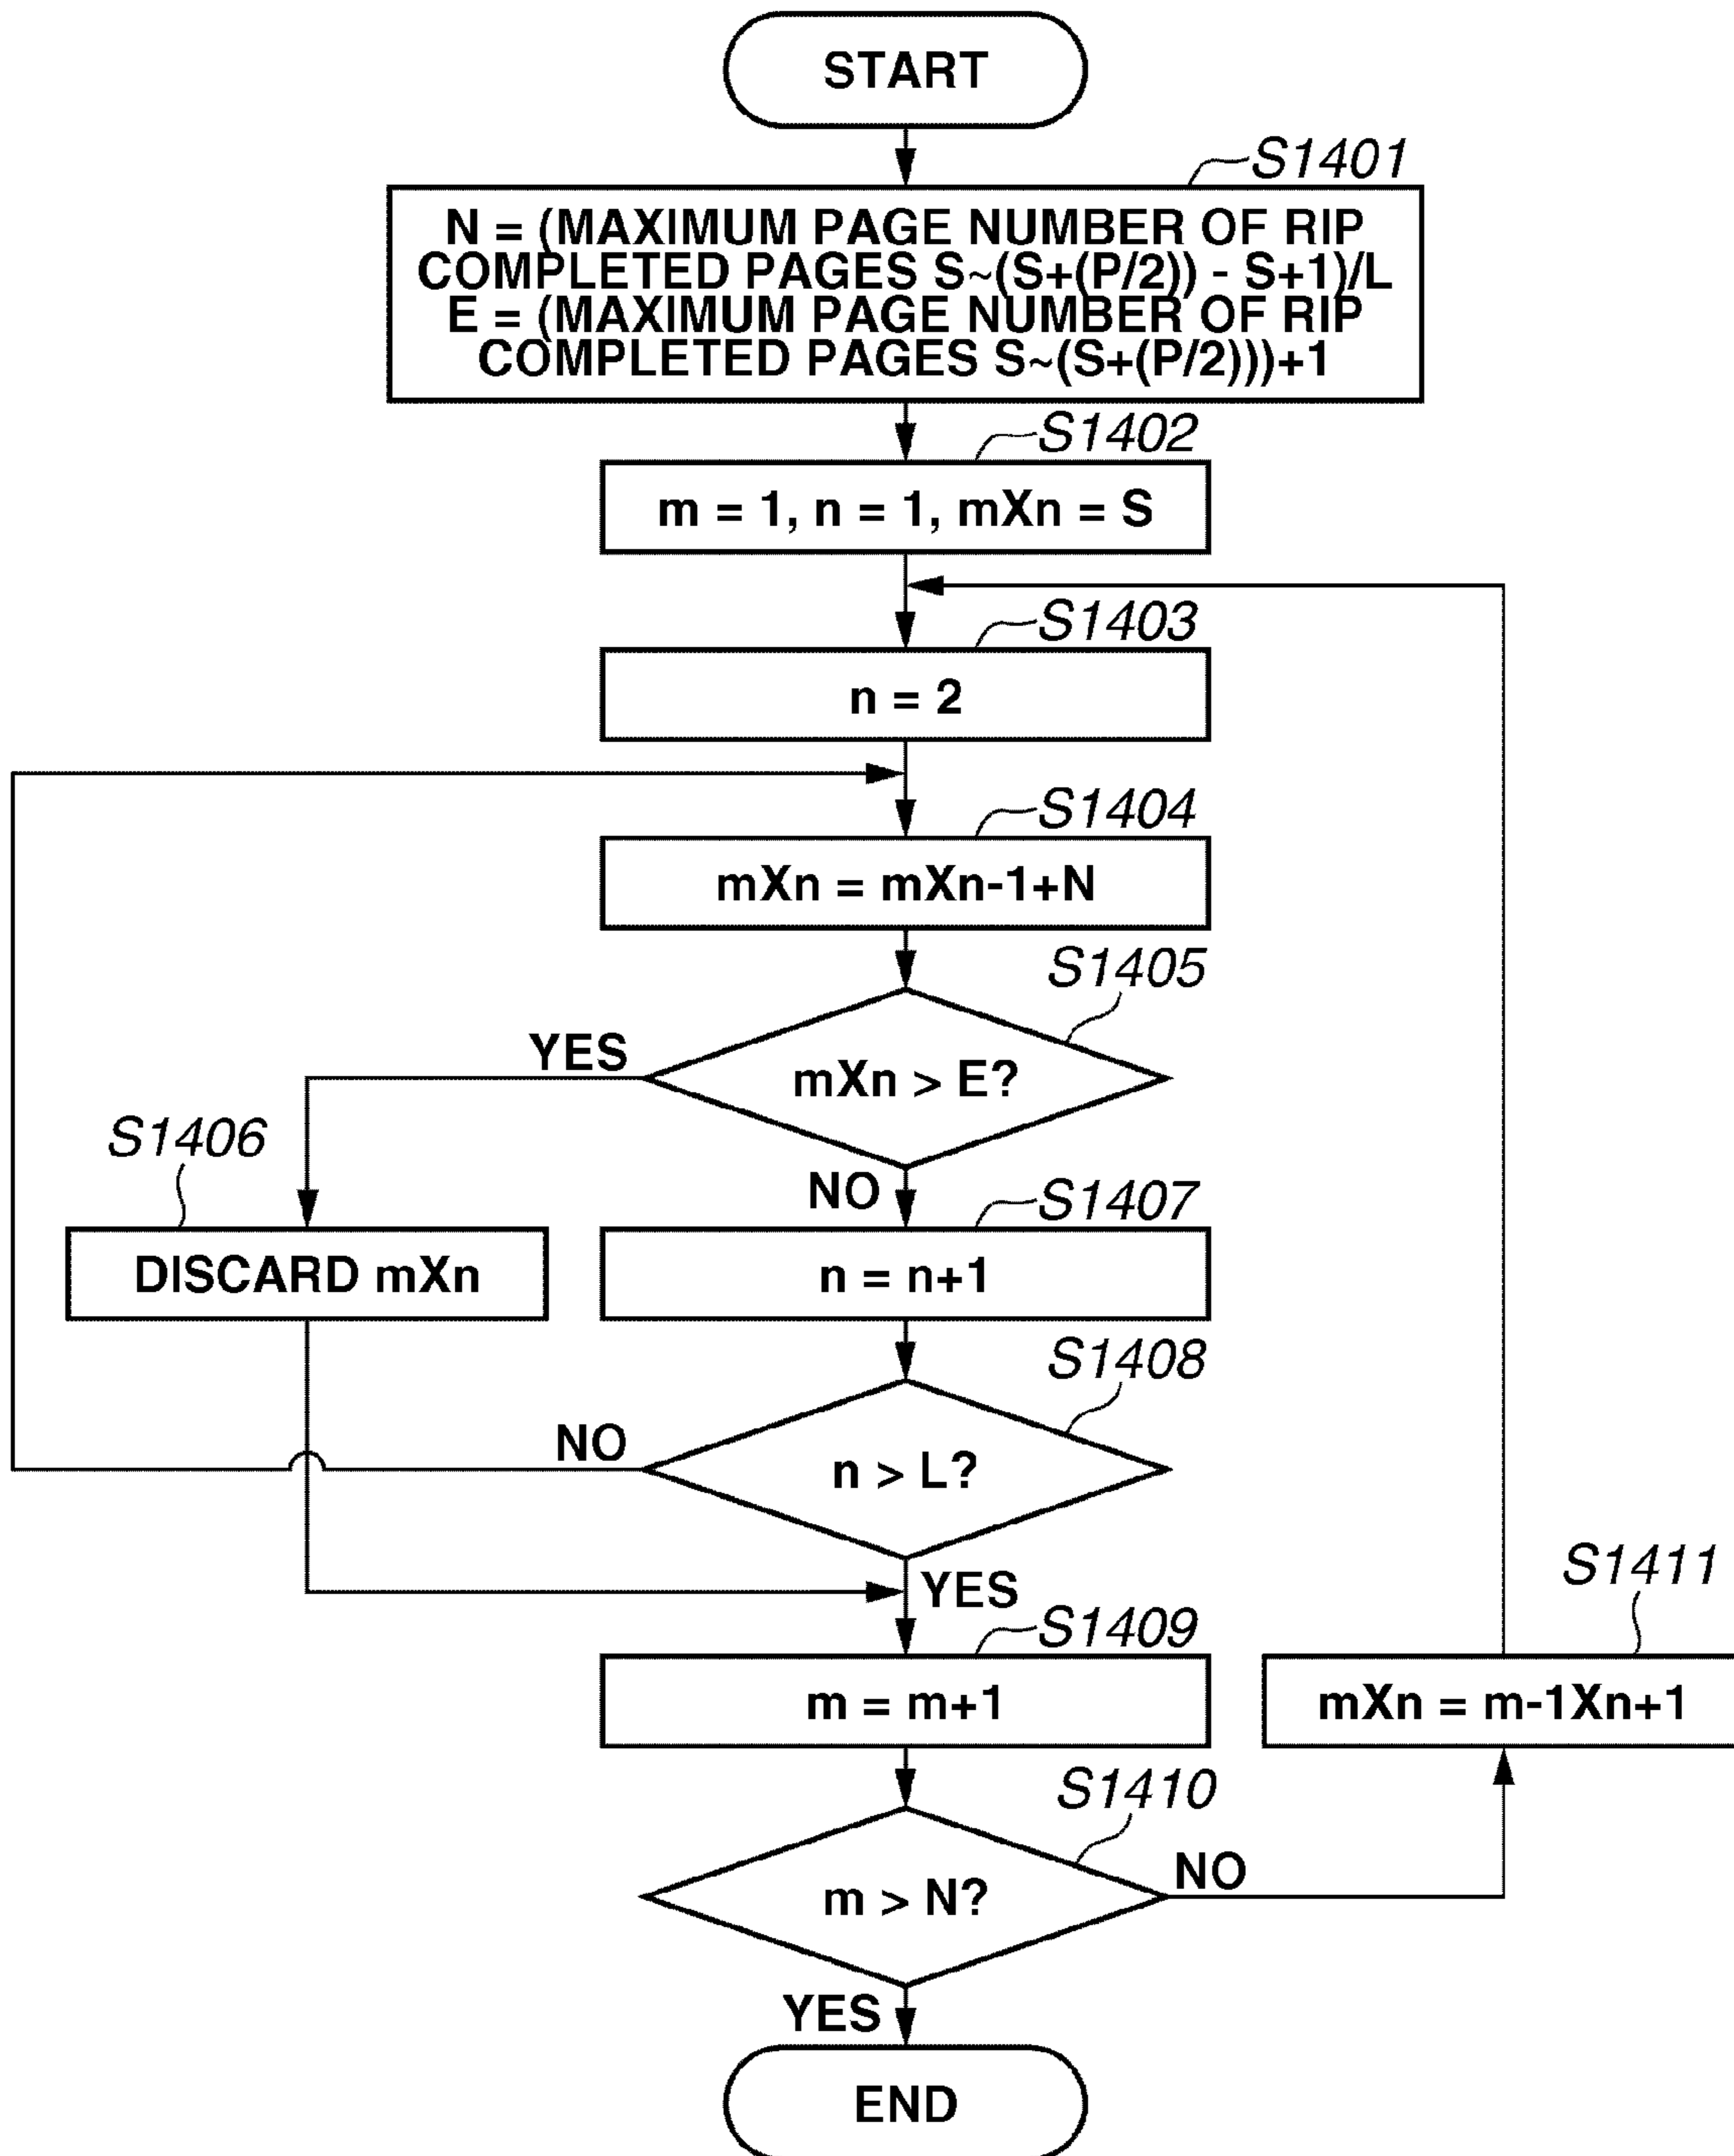 START
S1401
N = (MAXIMUM PAGE NUMBER OF RIP
COMPLETED PAGES S~(S+(P/2)) - S+1)/L
E = (MAXIMUM PAGE NUMBER OF RIP
COMPLETED PAGES S~(S+(P/2)))+1
S1402
m = 1, n = 1, mXn = S
S1403
n = 2
S1404
mXn = mXn-1+N
S1405
mXn > E?
YES
S1406
DISCARD mXn
NO
S1407
n = n+1
S1408
n > L?
NO
YES
S1409
m = m+1
S1411
mXn = m-1Xn+1
S1410
m > N?
NO
YES
END